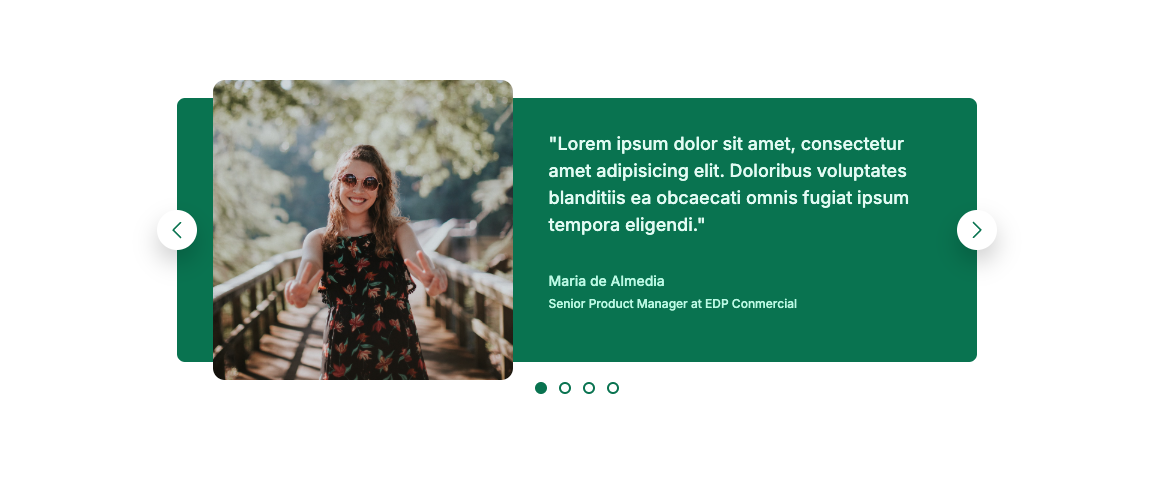 "Lorem ipsum dolor sit amet, consectetur
amet adipisicing elit. Doloribus voluptates
blanditiis ea obcaecati omnis fugiat ipsum
tempora eligendi."
Maria de Almedia
Senior Product Manager at EDP Conmercial